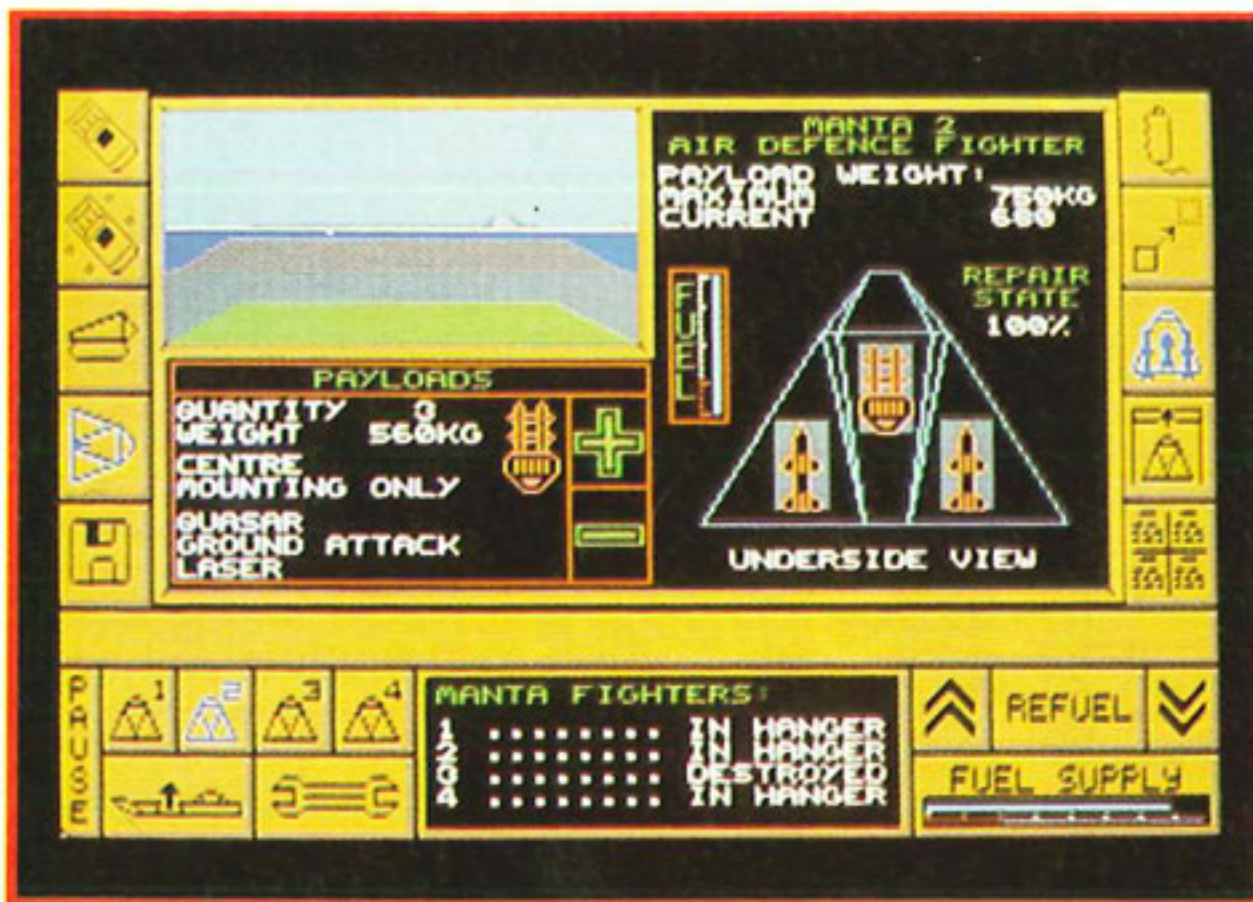 MANTA 2
AIR DEFENCE FIGHTER
PAYLOAD WEIGHT:
MAXIMUM 750KG
CURRENT 680
FUEL
REPAIR
STATE
100%
UNDERSIDE VIEW
PAYLOADS
QUANTITY 3
WEIGHT 560KG
CENTRE
MOUNTING ONLY
QUASAR
GROUND ATTACK
LASER
PAUSE
1 2 3 4
MANTA FIGHTERS:
1 ........ IN HANGER
2 ........ IN HANGER
3 ........ DESTROYED
4 ........ IN HANGER
REFUEL
FUEL SUPPLY